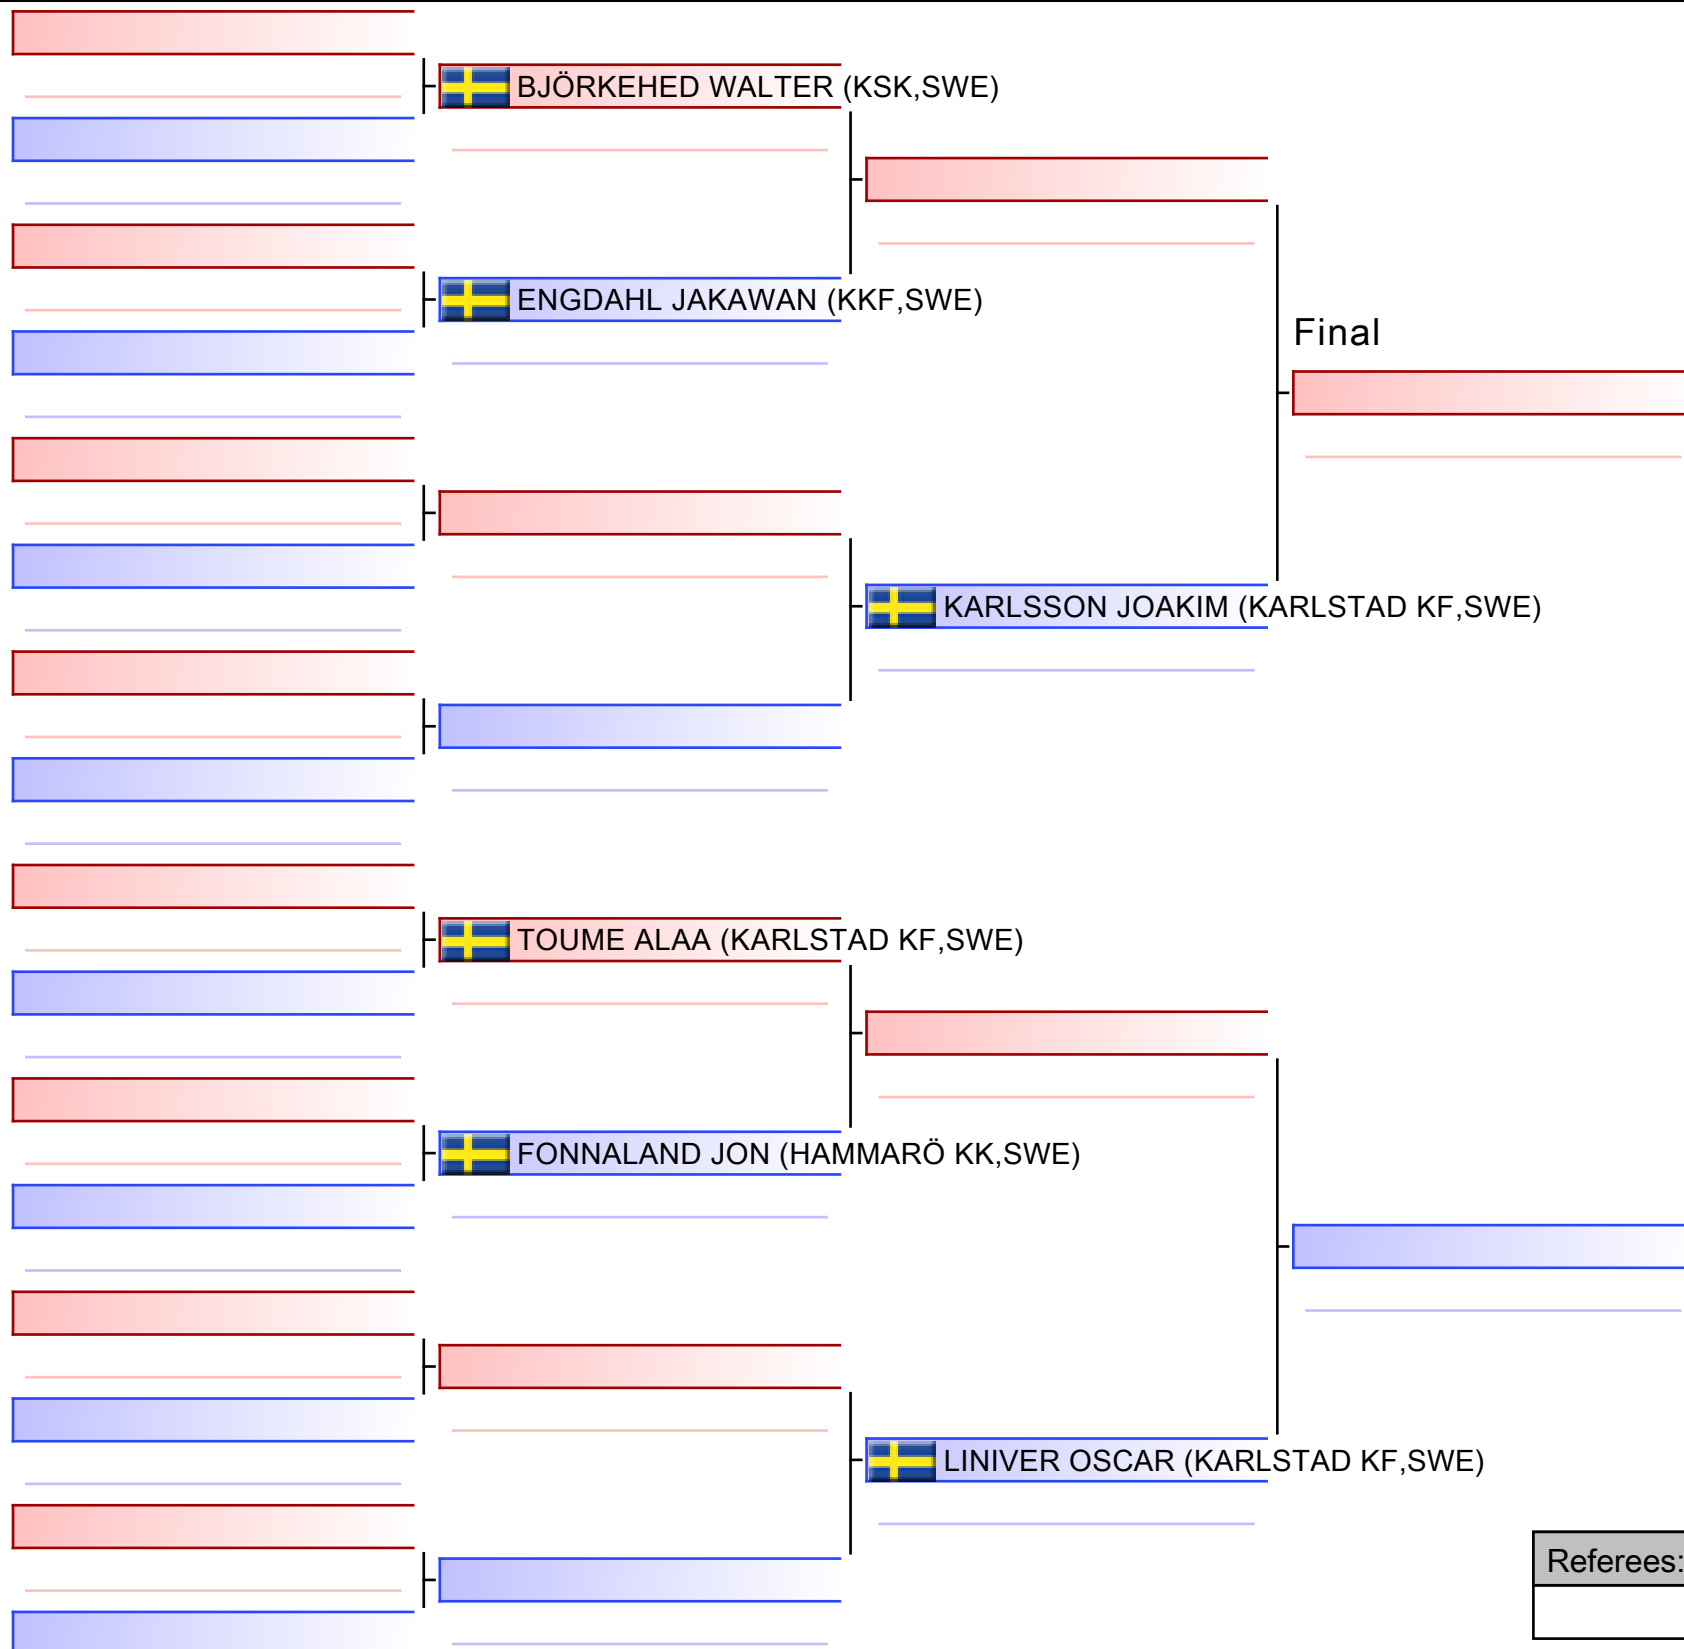 BJÖRKEHED WALTER (KSK,SWE)
ENGDAHL JAKAWAN (KKF,SWE)
Final
KARLSSON JOAKIM (KARLSTAD KF,SWE)
TOUME ALAA (KARLSTAD KF,SWE)
FONNALAND JON (HAMMARÖ KK,SWE)
LINIVER OSCAR (KARLSTAD KF,SWE)
Referees: